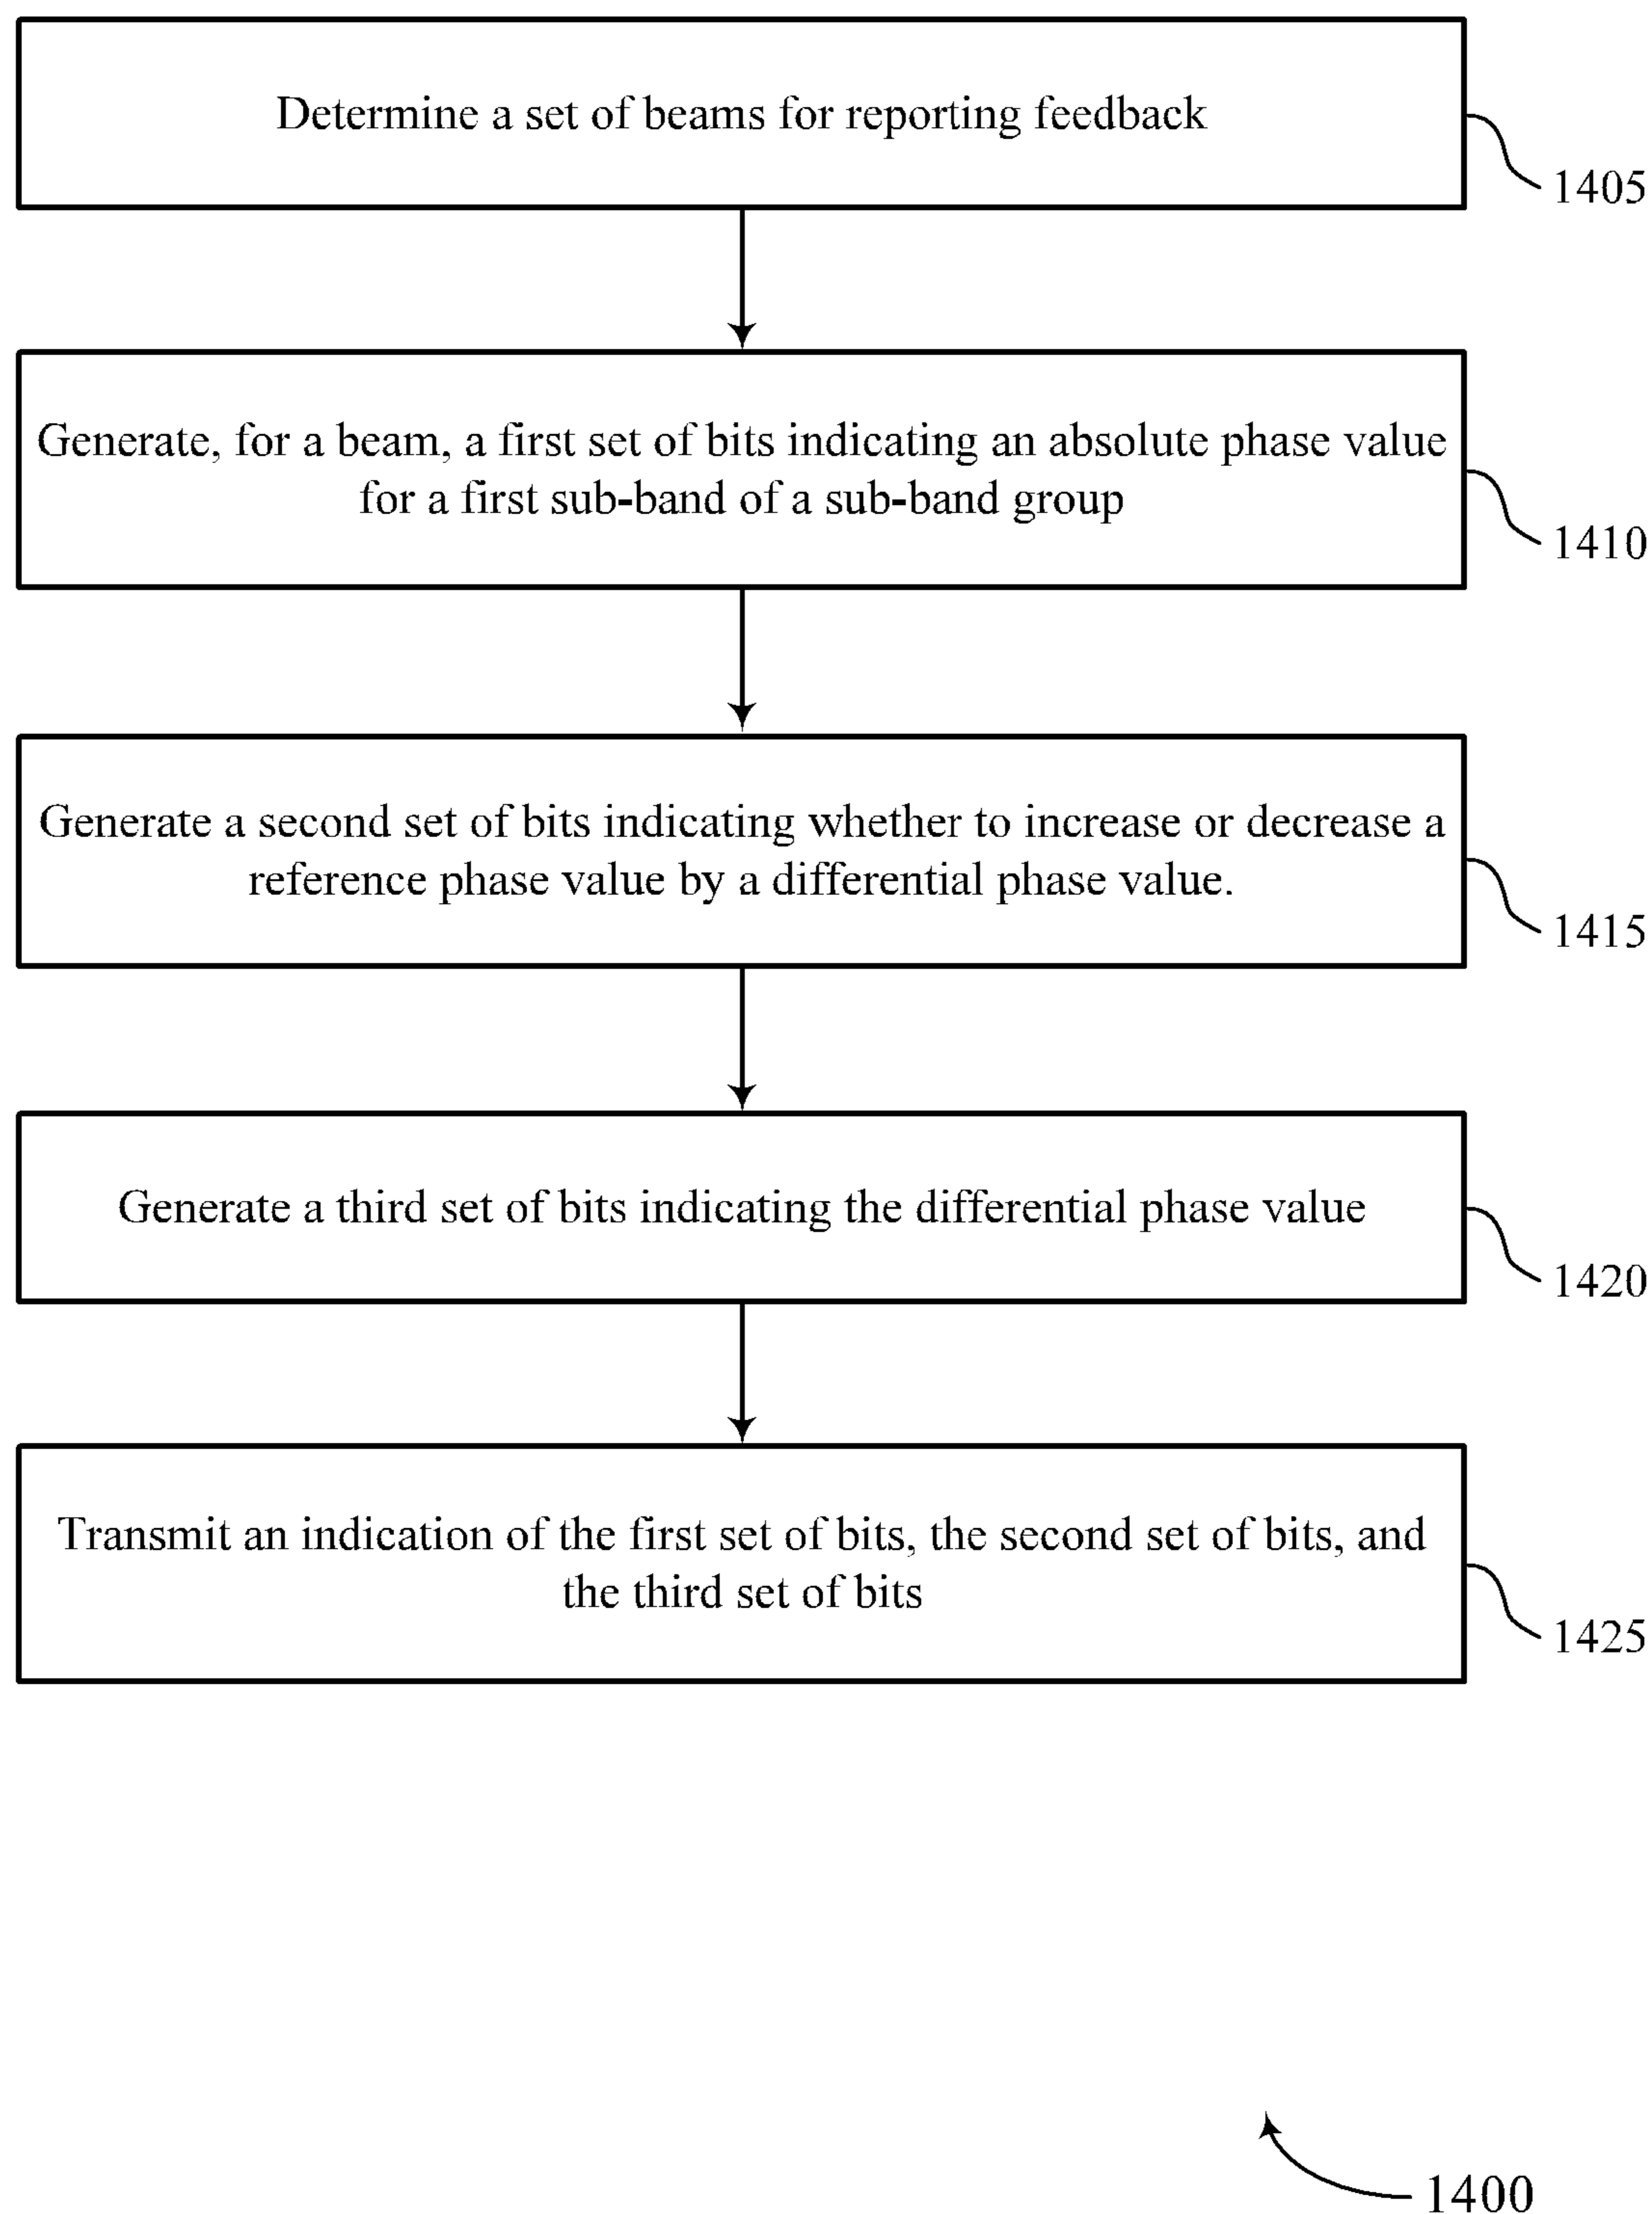 Determine a set of beams for reporting feedback
1405
Generate, for a beam, a first set of bits indicating an absolute phase value
for a first sub-band of a sub-band group
1410
Generate a second set of bits indicating whether to increase or decrease a
reference phase value by a differential phase value.
1415
Generate a third set of bits indicating the differential phase value
1420
Transmit an indication of the first set of bits, the second set of bits, and
the third set of bits
1425
1400